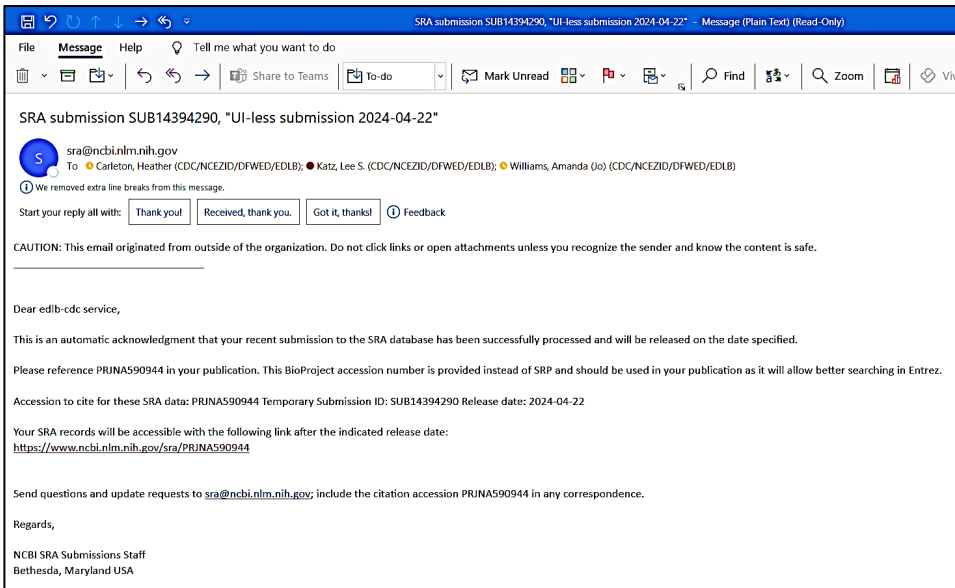 SRA submission SUB14394290, "UI-less submission 2024-04-22" - Message (Plain Text) (Read-Only)
File Message Help Tell me what you want to do
Share to Teams To-do Mark Unread Find Zoom
SRA submission SUB14394290, "UI-less submission 2024-04-22"
S
sra@ncbi.nlm.nih.gov
To Carleton, Heather (CDC/NCEZID/DFWED/EDLB); Katz, Lee S. (CDC/NCEZID/DFWED/EDLB); Williams, Amanda (Jo) (CDC/NCEZID/DFWED/EDLB)
We removed extra line breaks from this message.
Start your reply all with: Thank you! Received, thank you. Got it, thanks! Feedback
CAUTION: This email originated from outside of the organization. Do not click links or open attachments unless you recognize the sender and know the content is safe.
Dear edlb-cdc service,
This is an automatic acknowledgment that your recent submission to the SRA database has been successfully processed and will be released on the date specified.
Please reference PRJNA590944 in your publication. This BioProject accession number is provided instead of SRP and should be used in your publication as it will allow better searching in Entrez.
Accession to cite for these SRA data: PRJNA590944 Temporary Submission ID: SUB14394290 Release date: 2024-04-22
Your SRA records will be accessible with the following link after the indicated release date:
https://www.ncbi.nlm.nih.gov/sra/PRJNA590944
Send questions and update requests to sra@ncbi.nlm.nih.gov; include the citation accession PRJNA590944 in any correspondence.
Regards,
NCBI SRA Submissions Staff
Bethesda, Maryland USA